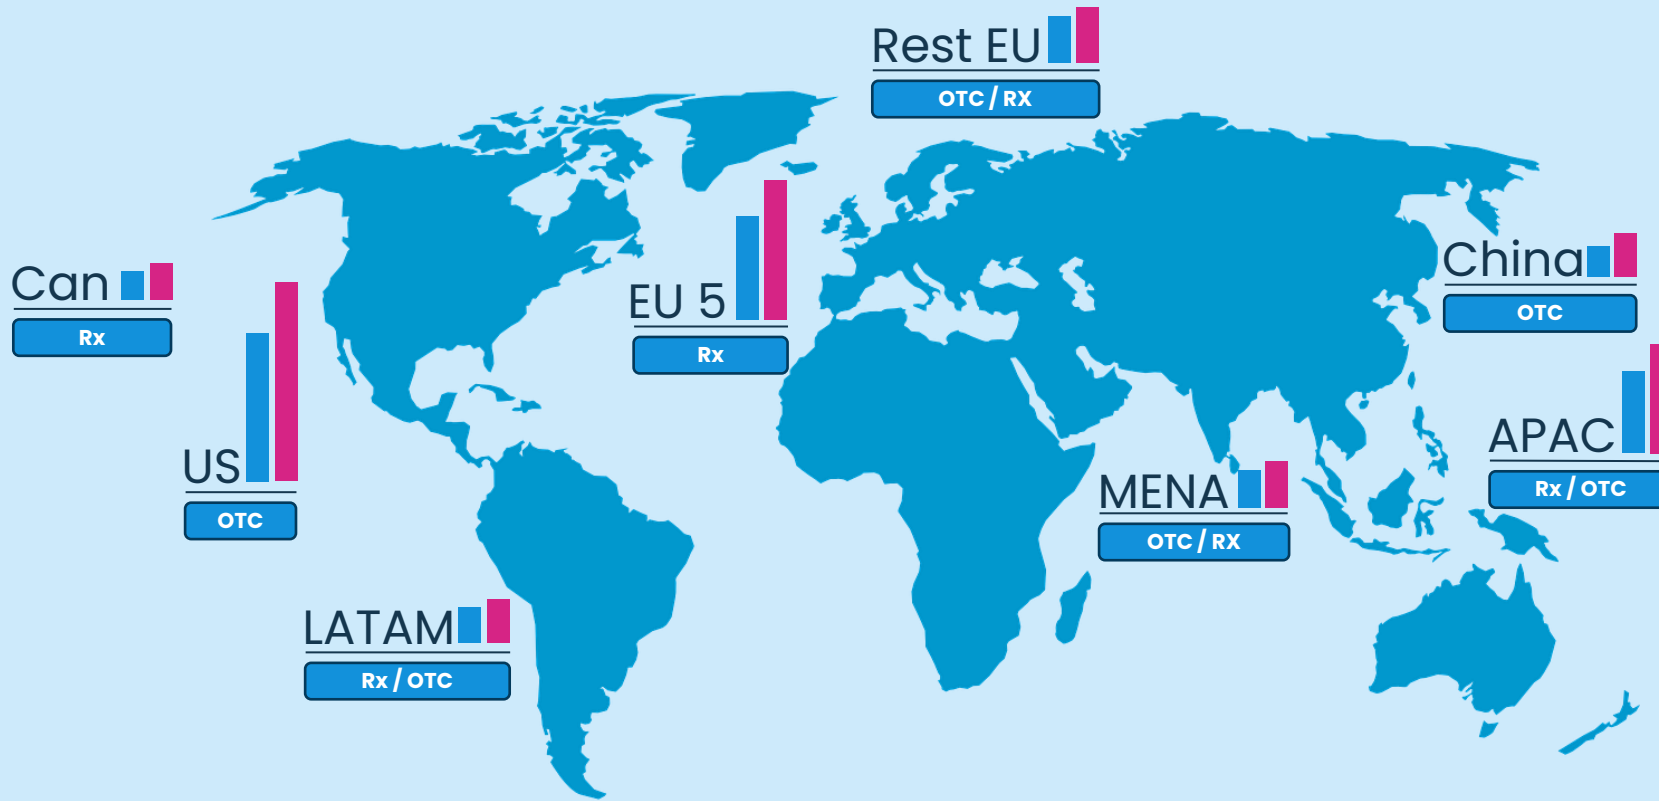 Rest EU
OTC / RX
Can
Rx
US
OTC
EU 5
Rx
China
OTC
APAC
Rx / OTC
MENA
OTC / RX
LATAM
Rx / OTC